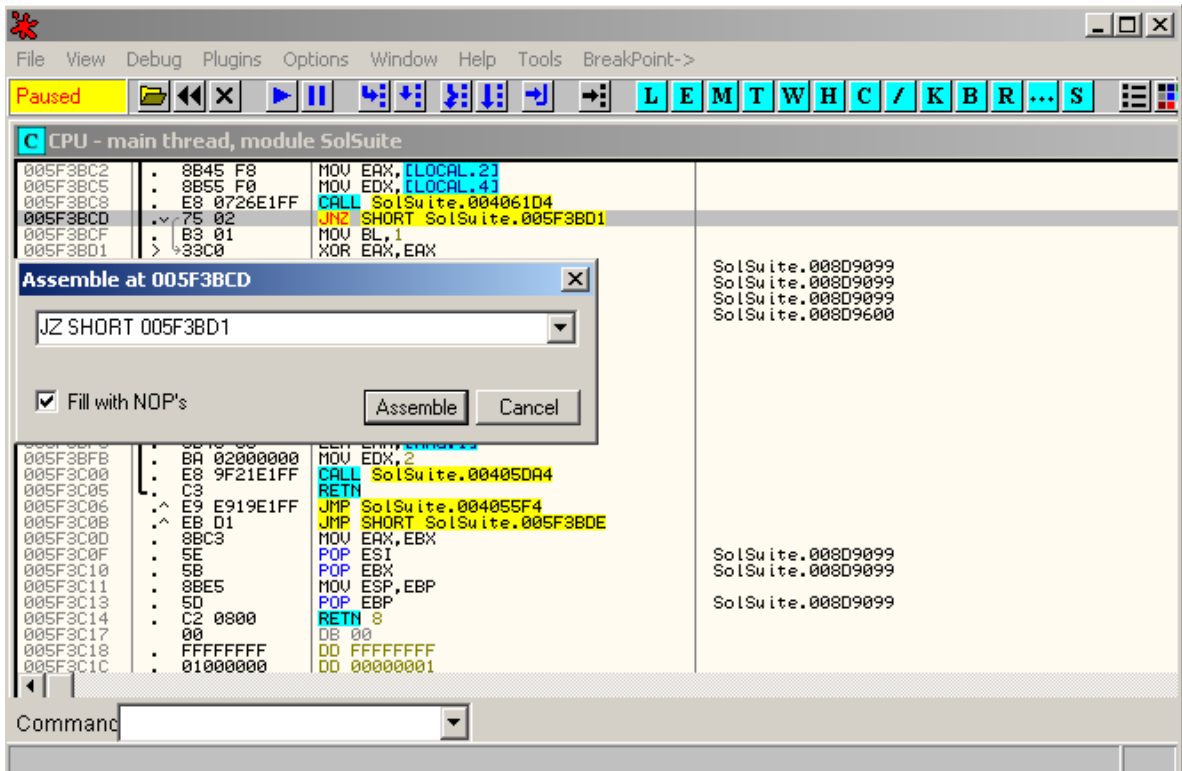 File View Debug Plugins Options Window Help Tools BreakPoint->
Paused L E M T W H C / K B R ... S
C CPU - main thread, module SolSuite
005F3BC2 . 8B45 F8 MOV EAX,[LOCAL.2]
005F3BC5 . 8B55 F0 MOV EDX,[LOCAL.4]
005F3BC8 . E8 0726E1FF CALL SolSuite.004061D4
005F3BCD .v 75 02 JNZ SHORT SolSuite.005F3BD1
005F3BCF . B3 01 MOV BL,1
005F3BD1 > 33C0 XOR EAX,EAX
SolSuite.008D9099
SolSuite.008D9099
SolSuite.008D9099
SolSuite.008D9600
Assemble at 005F3BCD
JZ SHORT 005F3BD1
Fill with NOP's
Assemble Cancel
005F3BFB . BA 02000000 MOV EDX,2
005F3C00 . E8 9F21E1FF CALL SolSuite.00405DA4
005F3C05 . C3 RETN
005F3C06 .^ E9 E919E1FF JMP SolSuite.004055F4
005F3C0B .^ EB D1 JMP SHORT SolSuite.005F3BDE
005F3C0D . 8BC3 MOV EAX,EBX
005F3C0F . 5E POP ESI SolSuite.008D9099
005F3C10 . 5B POP EBX SolSuite.008D9099
005F3C11 . 8BE5 MOV ESP,EBP
005F3C13 . 5D POP EBP SolSuite.008D9099
005F3C14 . C2 0800 RETN 8
005F3C17 00 DB 00
005F3C18 . FFFFFFFF DD FFFFFFFF
005F3C1C . 01000000 DD 00000001
Command